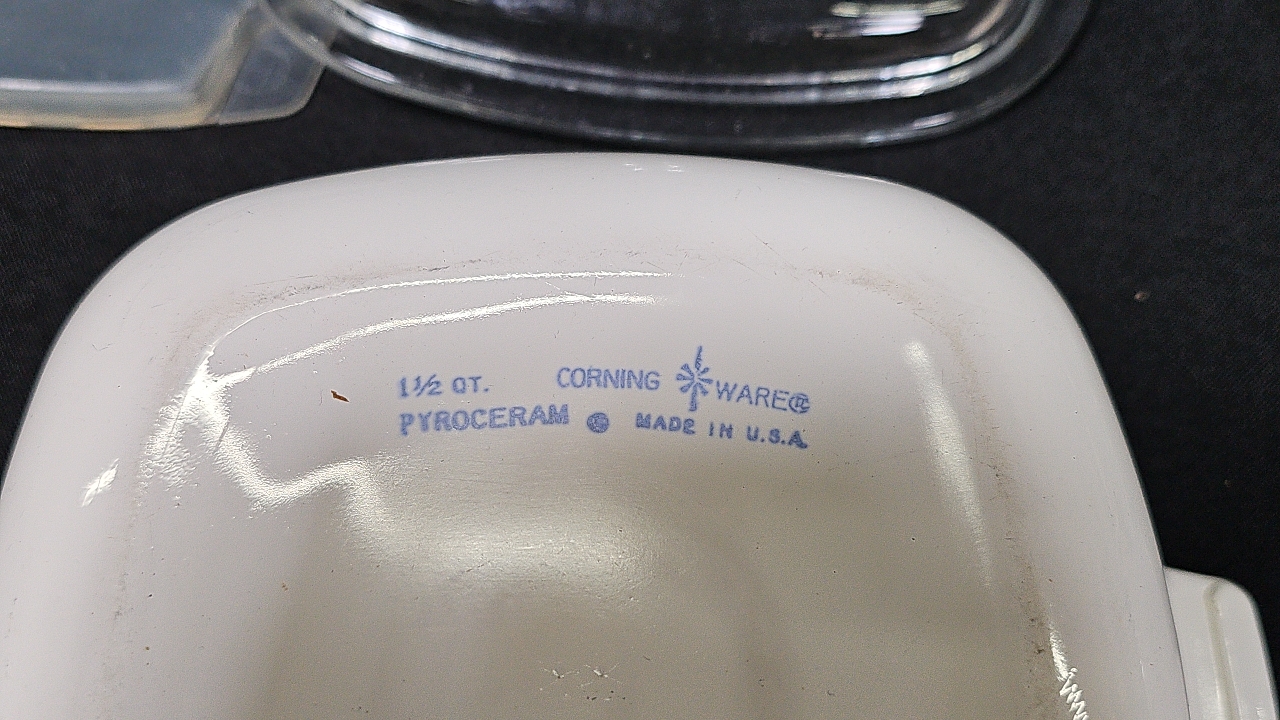 1½ QT. CORNING WARE®
PYROCERAM MADE IN U.S.A.